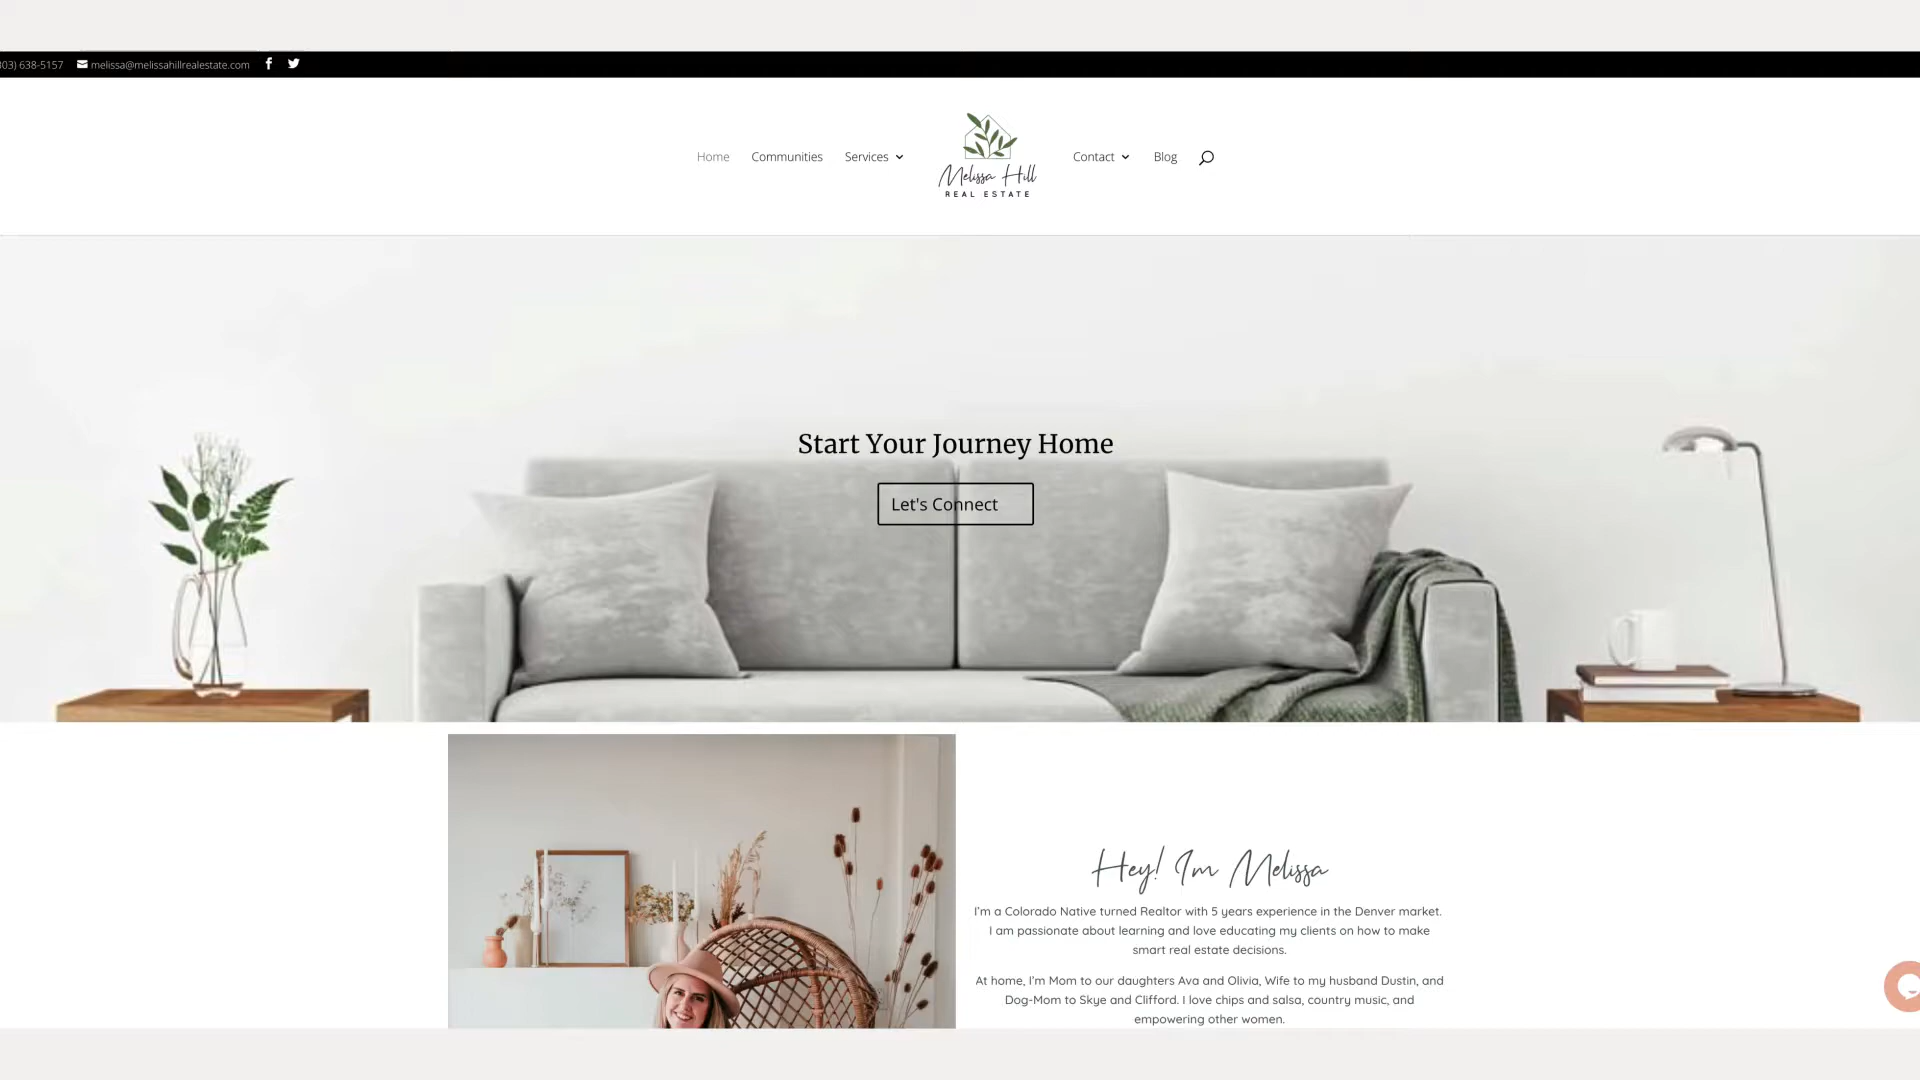 03) 638-5157 melissa@melissahillrealestate.com
Home Communities Services
Melissa Hill
REAL ESTATE
Contact Blog
Start Your Journey Home
Let's Connect
Hey! I'm Melissa
I'm a Colorado Native turned Realtor with 5 years experience in the Denver market.
I am passionate about learning and love educating my clients on how to make
smart real estate decisions.
At home, I'm Mom to our daughters Ava and Olivia, Wife to my husband Dustin, and
Dog-Mom to Skye and Clifford. I love chips and salsa, country music, and
empowering other women.